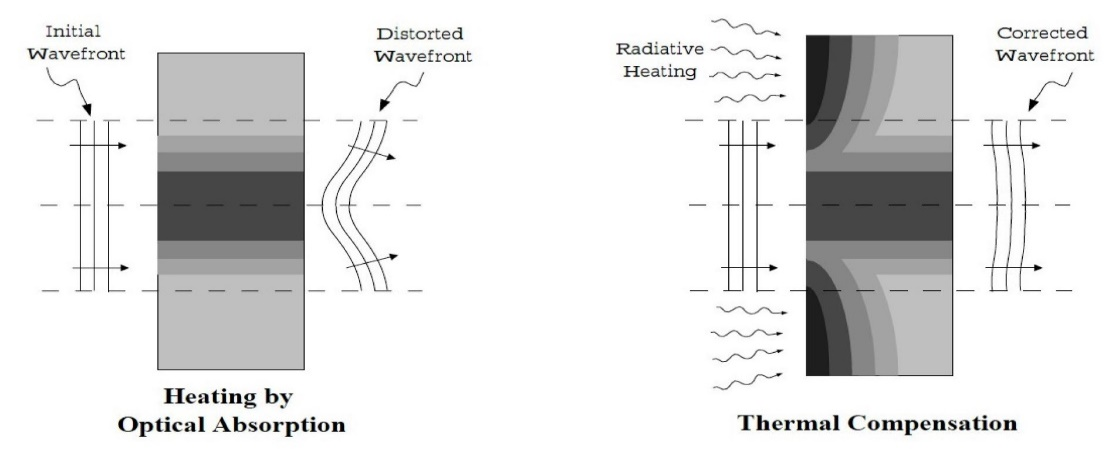 Initial
Wavefront
Distorted
Wavefront
Heating by
Optical Absorption
Radiative
Heating
Corrected
Wavefront
Thermal Compensation